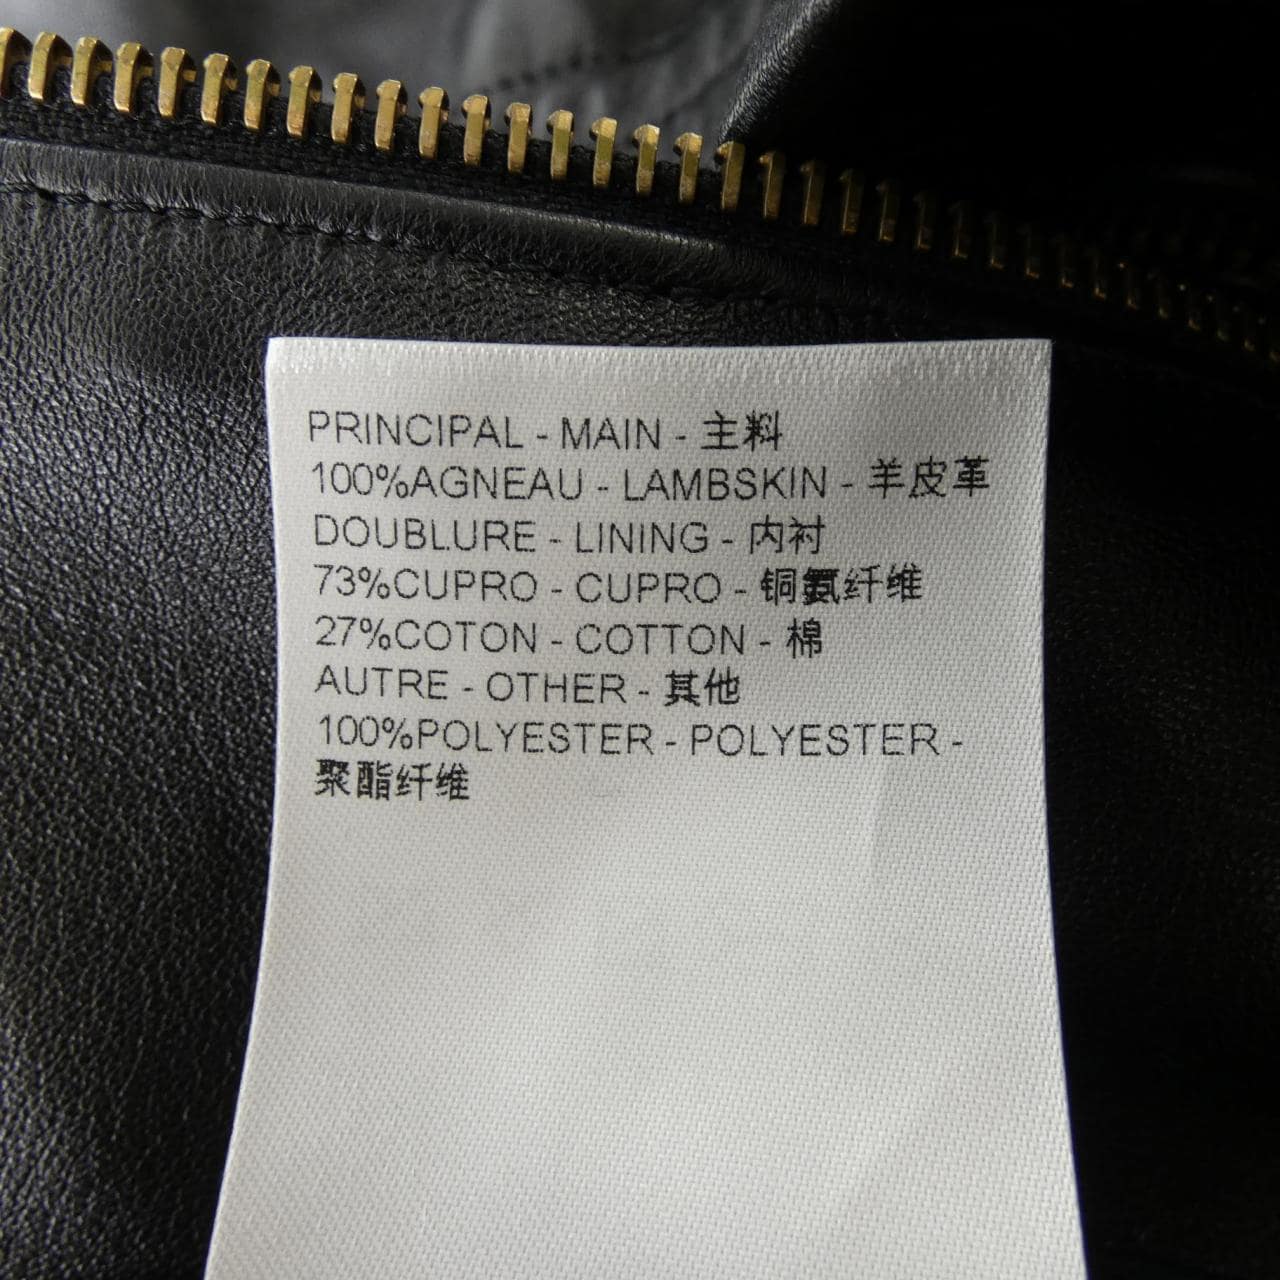 PRINCIPAL - MAIN - 主料
100%AGNEAU - LAMBSKIN - 羊皮革
DOUBLURE - LINING - 内衬
73%CUPRO - CUPRO - 铜氨纤维
27%COTON - COTTON - 棉
AUTRE - OTHER - 其他
100%POLYESTER - POLYESTER -
聚酯纤维